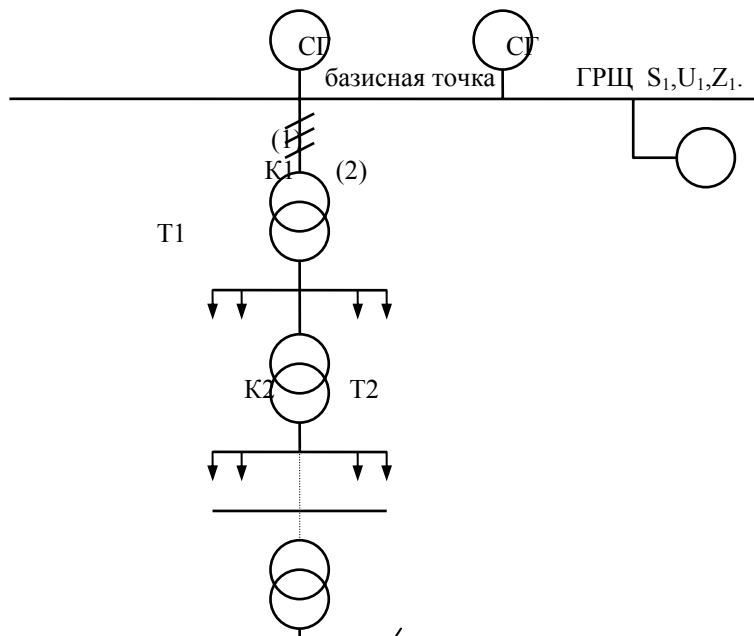 СГ СГ
базисная точка ГРЩ S₁,U₁,Z₁.
(1)
К1 (2)
Т1
К2 Т2